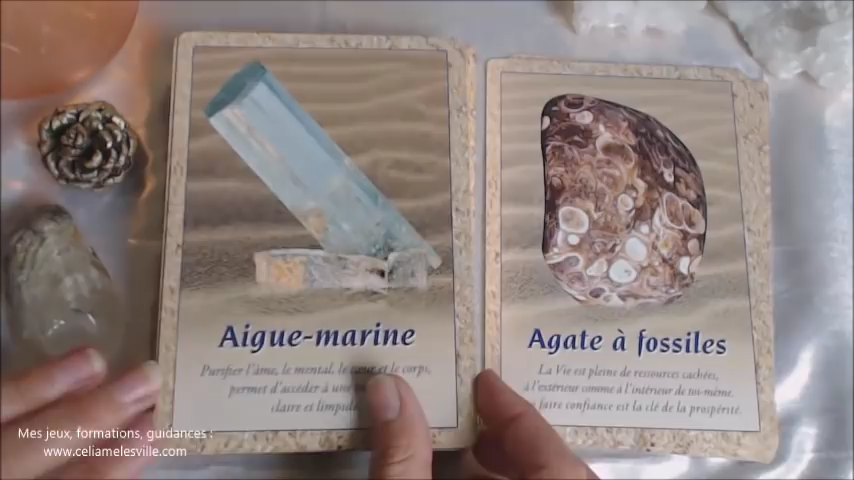 Aigue-marine
Purifier l'âme, le mental, le cœur et le corps,
permet d'accéder à une
claire et limpide
Agate à fossiles
La Vie est pleine de ressources cachées,
à l'extérieur comme à l'intérieur de toi-même.
faire confiance est la clé de la prospérité.
Mes jeux, formations, guidances :
www.celiamelesville.com